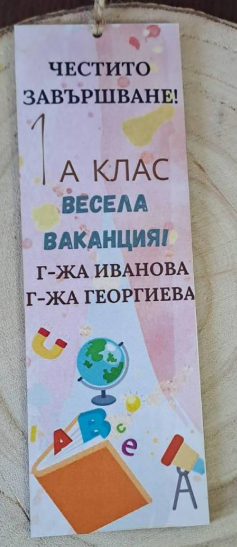 ЧЕСТИТО
ЗАВЪРШВАНЕ!
1 А КЛАС
ВЕСЕЛА
ВАКАНЦИЯ!
Г-ЖА ИВАНОВА
Г-ЖА ГЕОРГИЕВА
А В С е